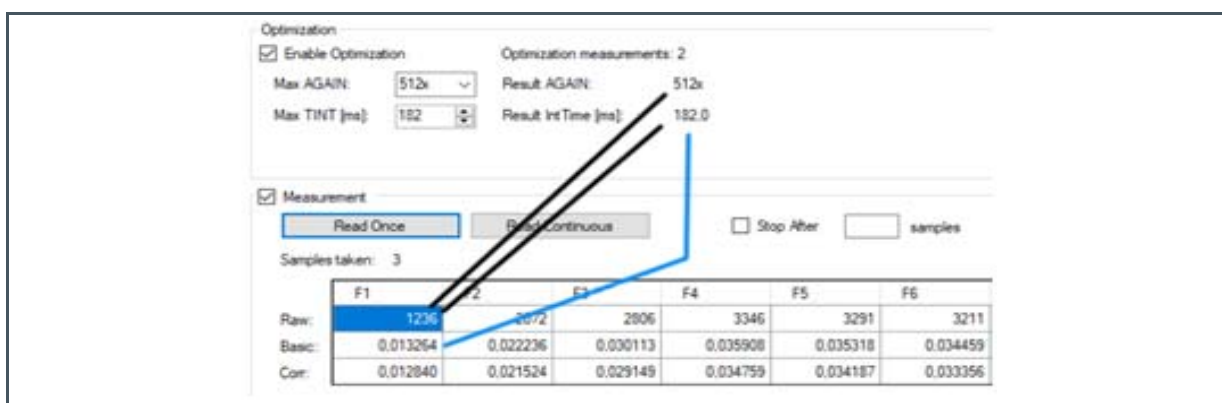 Optimization
Enable Optimization Optimization measurements: 2
Max AGAIN: 512x Result AGAIN: 512x
Max TINT [ms]: 182 Result IntTime [ms]: 182.0
Measurement
Read Once Read Continuous Stop After samples
Samples taken: 3
F1 F2 F3 F4 F5 F6
Raw: 1236 2072 2806 3346 3291 3211
Basic: 0,013264 0,022236 0,030113 0,035908 0,035318 0,034459
Corr: 0,012840 0,021524 0,029149 0,034759 0,034187 0,033356